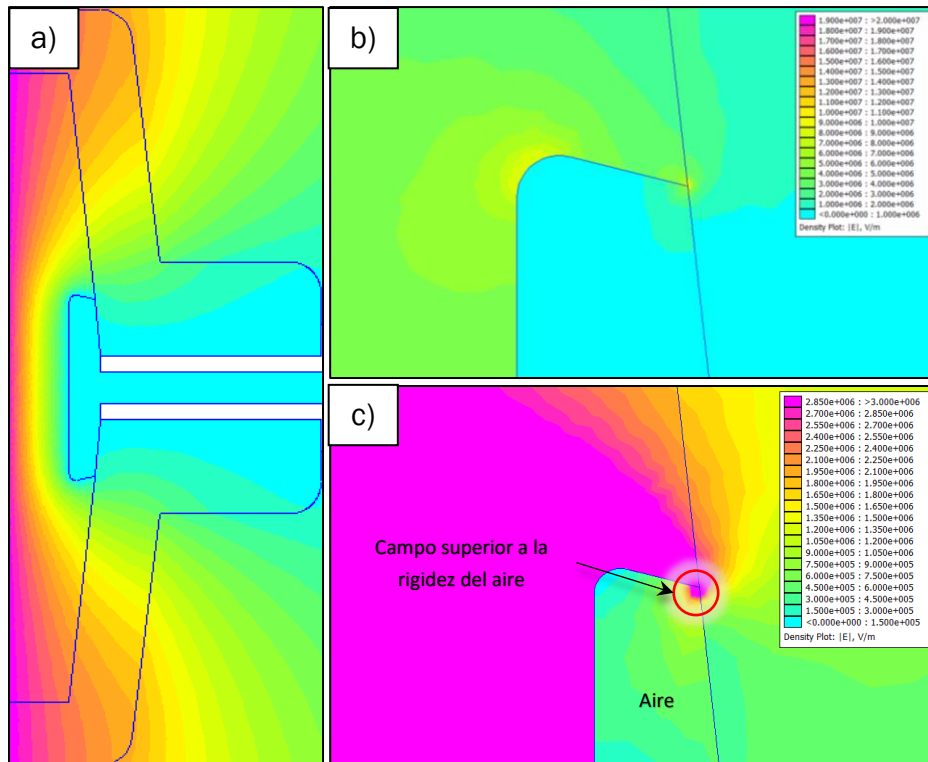 a)
b)
1.900e+007 : >2.000e+007
1.800e+007 : 1.900e+007
1.700e+007 : 1.800e+007
1.600e+007 : 1.700e+007
1.500e+007 : 1.600e+007
1.400e+007 : 1.500e+007
1.300e+007 : 1.400e+007
1.200e+007 : 1.300e+007
1.100e+007 : 1.200e+007
1.000e+007 : 1.100e+007
9.000e+006 : 1.000e+007
8.000e+006 : 9.000e+006
7.000e+006 : 8.000e+006
6.000e+006 : 7.000e+006
5.000e+006 : 6.000e+006
4.000e+006 : 5.000e+006
3.000e+006 : 4.000e+006
2.000e+006 : 3.000e+006
1.000e+006 : 2.000e+006
<0.000e+000 : 1.000e+006
Density Plot: |E|, V/m
c)
2.850e+006 : >3.000e+006
2.700e+006 : 2.850e+006
2.550e+006 : 2.700e+006
2.400e+006 : 2.550e+006
2.250e+006 : 2.400e+006
2.100e+006 : 2.250e+006
1.950e+006 : 2.100e+006
1.800e+006 : 1.950e+006
1.650e+006 : 1.800e+006
1.500e+006 : 1.650e+006
1.350e+006 : 1.500e+006
1.200e+006 : 1.350e+006
1.050e+006 : 1.200e+006
9.000e+005 : 1.050e+006
7.500e+005 : 9.000e+005
6.000e+005 : 7.500e+005
4.500e+005 : 6.000e+005
3.000e+005 : 4.500e+005
1.500e+005 : 3.000e+005
<0.000e+000 : 1.500e+005
Density Plot: |E|, V/m
Campo superior a la
rigidez del aire
Aire